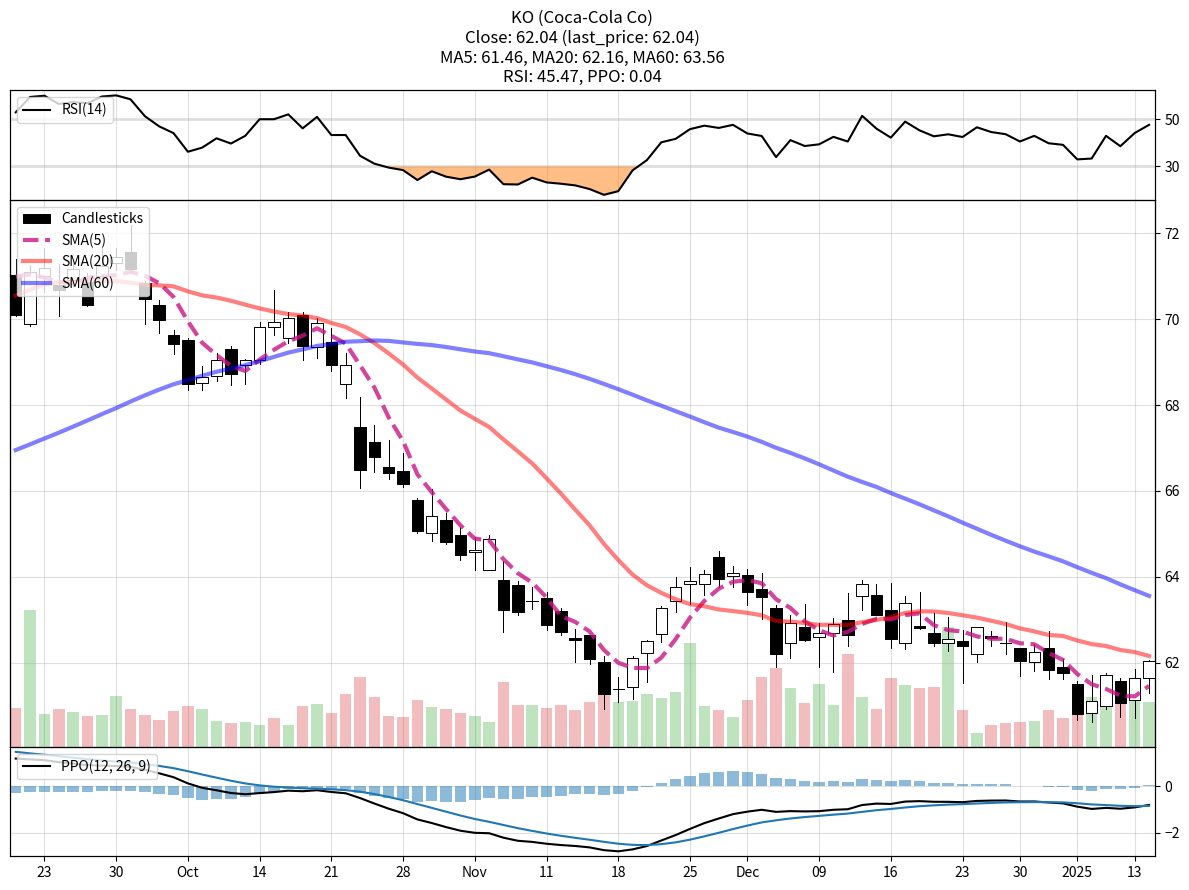 KO (Coca-Cola Co)
Close: 62.04 (last_price: 62.04)
MA5: 61.46, MA20: 62.16, MA60: 63.56
RSI: 45.47, PPO: 0.04
RSI(14)
50
30
Candlesticks
SMA(5)
SMA(20)
SMA(60)
72
70
68
66
64
62
PPO(12, 26, 9)
0
−2
23 30 Oct 14 21 28 Nov 11 18 25 Dec 09 16 23 30 2025 13